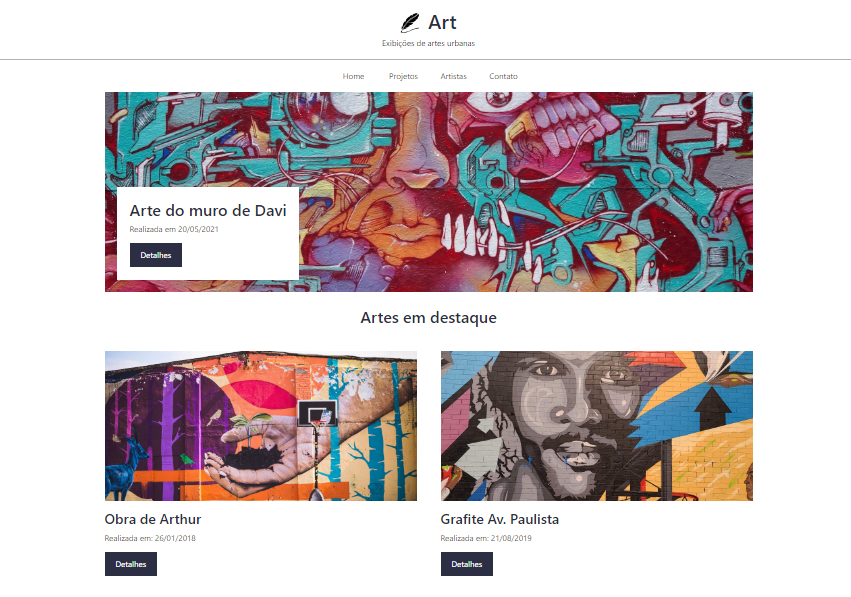 Art
Exibições de artes urbanas
Home Projetos Artistas Contato
Arte do muro de Davi
Realizada em 20/05/2021
Detalhes
Artes em destaque
Obra de Arthur
Realizada em: 26/01/2018
Detalhes
Grafite Av. Paulista
Realizada em: 21/08/2019
Detalhes